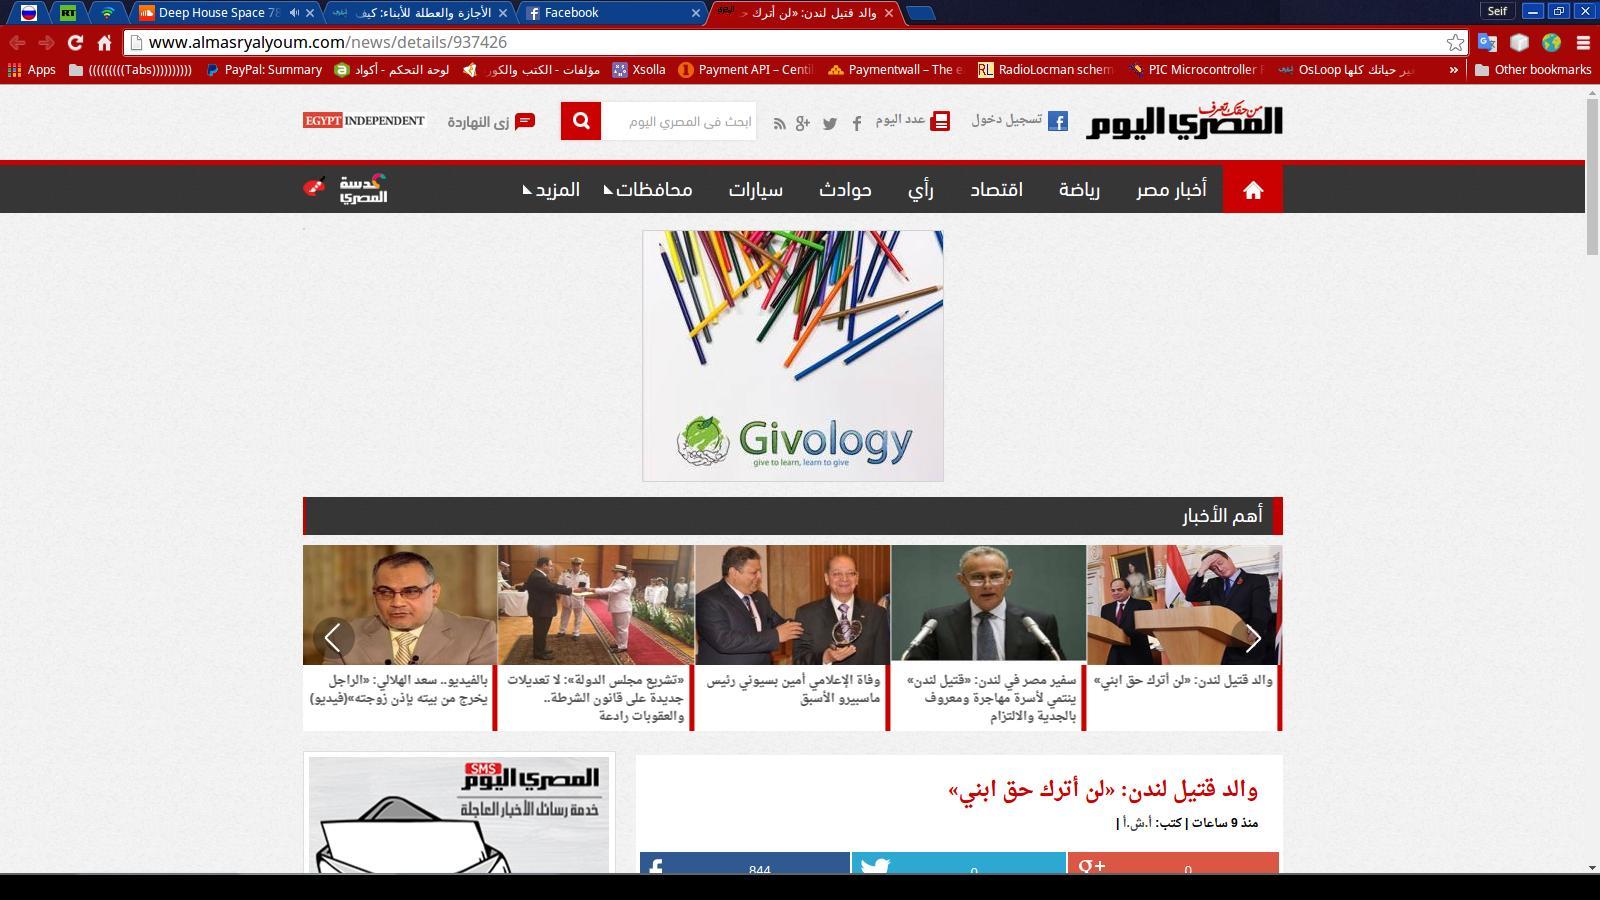 Deep House Space 78
الأجازة والعطلة للأبناء: كيف
Facebook
والد قتيل لندن: «لن أترك ح
Seif
www.almasryalyoum.com/news/details/937426
Apps
(((((((((Tabs))))))))))
PayPal: Summary
لوحة التحكم - أكواد
مؤلفات - الكتب والكور
Xsolla
Payment API – Centi
Paymentwall – The e
RadioLocman schem
PIC Microcontroller F
OsLoop غير حياتك كلها
»
Other bookmarks
من حقك تعرف
المصري اليوم
تسجيل دخول
عدد اليوم
ابحث في المصري اليوم
زي النهاردة
EGYPT INDEPENDENT
أخبار مصر
رياضة
اقتصاد
رأي
حوادث
سيارات
محافظات
المزيد
عدسة
المصري
Givology
give to learn, learn to give
أهم الأخبار
والد قتيل لندن: «لن أترك حق ابني»
سفير مصر في لندن: «قتيل لندن»
ينتمي لأسرة مهاجرة ومعروف
بالجدية والالتزام
وفاة الإعلامي أمين بسيوني رئيس
ماسبيرو الأسبق
«تشريع مجلس الدولة»: لا تعديلات
جديدة على قانون الشرطة..
والعقوبات رادعة
بالفيديو.. سعد الهلالي: «الراجل
يخرج من بيته بإذن زوجته»(فيديو)
والد قتيل لندن: «لن أترك حق ابني»
منذ 9 ساعات | كتب: أ.ش.أ |
844
0
0
المصري اليوم
SMS
خدمة رسائل الأخبار العاجلة